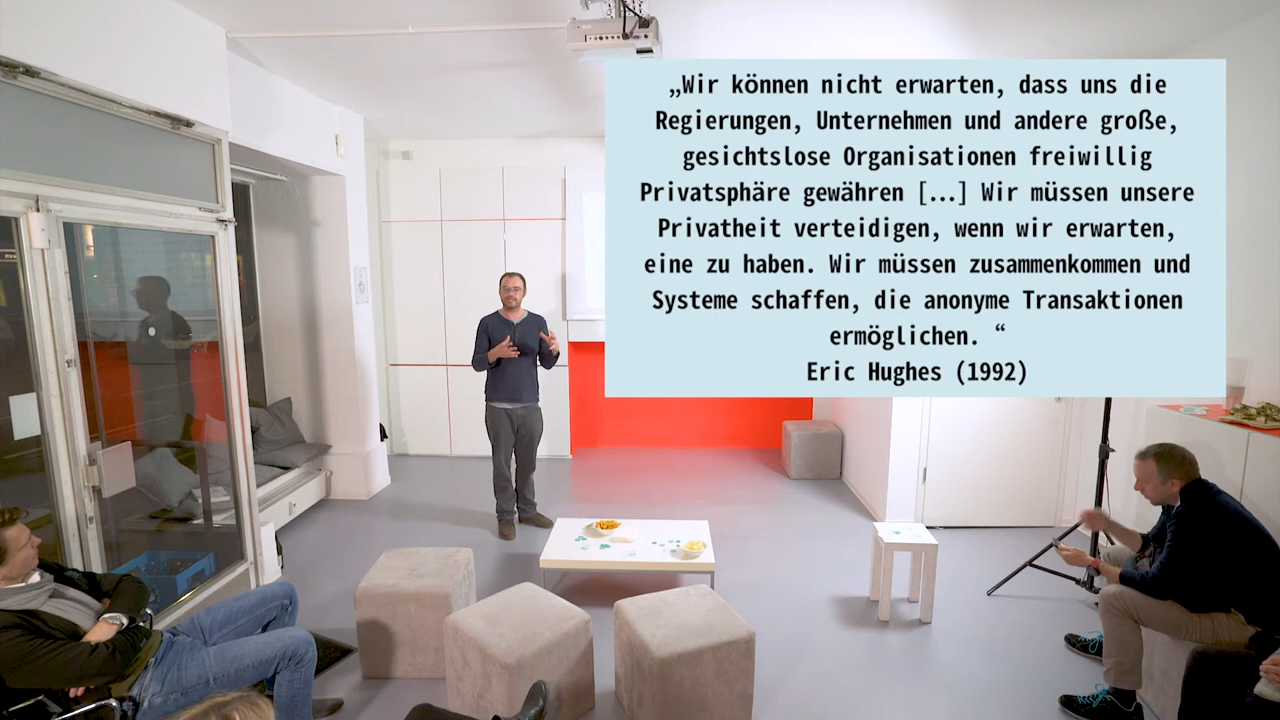 „Wir können nicht erwarten, dass uns die
Regierungen, Unternehmen und andere große,
gesichtslose Organisationen freiwillig
Privatsphäre gewähren [...] Wir müssen unsere
Privatheit verteidigen, wenn wir erwarten,
eine zu haben. Wir müssen zusammenkommen und
Systeme schaffen, die anonyme Transaktionen
ermöglichen. “
Eric Hughes (1992)